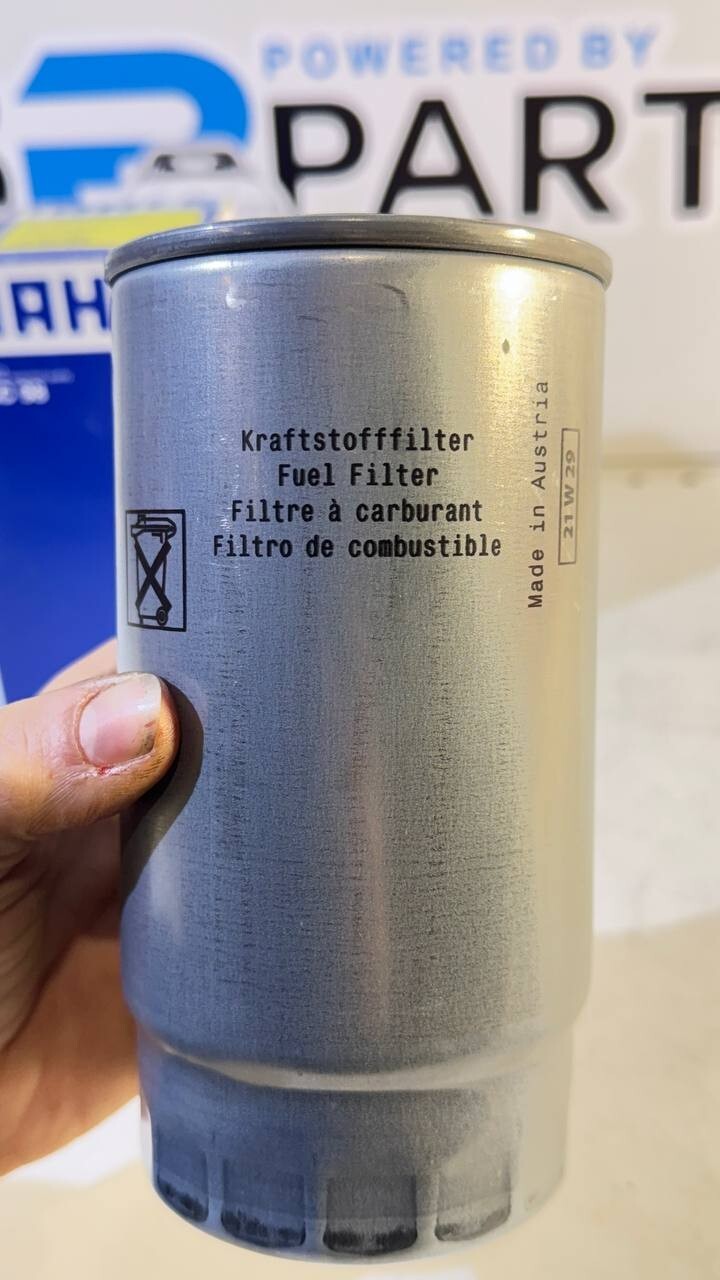 POWERED BY
PART
Kraftstofffilter
Fuel Filter
Filtre à carburant
Filtro de combustible
Made in Austria
21 W 29